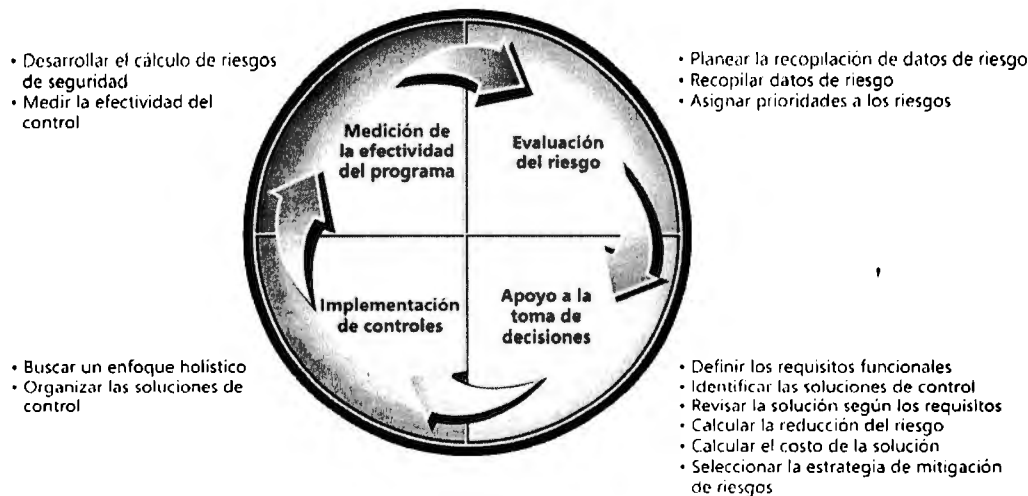 • Desarrollar el cálculo de riesgos
de seguridad
• Medir la efectividad del
control
• Planear la recopilación de datos de riesgo
• Recopilar datos de riesgo
• Asignar prioridades a los riesgos
Medición de
la efectividad
del programa
Evaluación
del riesgo
Implementación
de controles
Apoyo a la
toma de
decisiones
• Buscar un enfoque holístico
• Organizar las soluciones de
control
• Definir los requisitos funcionales
• Identificar las soluciones de control
• Revisar la solución según los requisitos
• Calcular la reducción del riesgo
• Calcular el costo de la solución
• Seleccionar la estrategia de mitigación
de riesgos